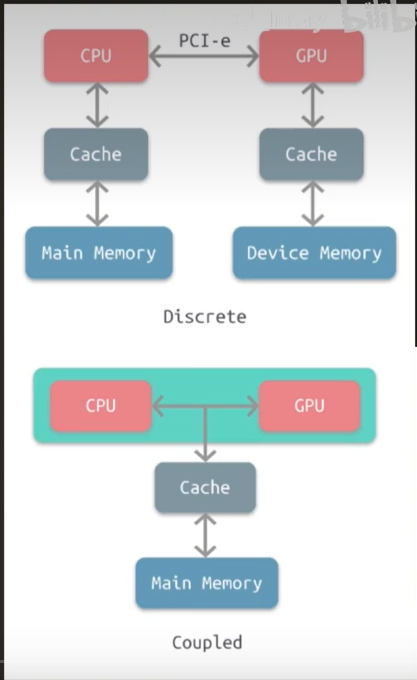 CPU PCI-e GPU
Cache Cache
Main Memory Device Memory
Discrete
CPU GPU
Cache
Main Memory
Coupled